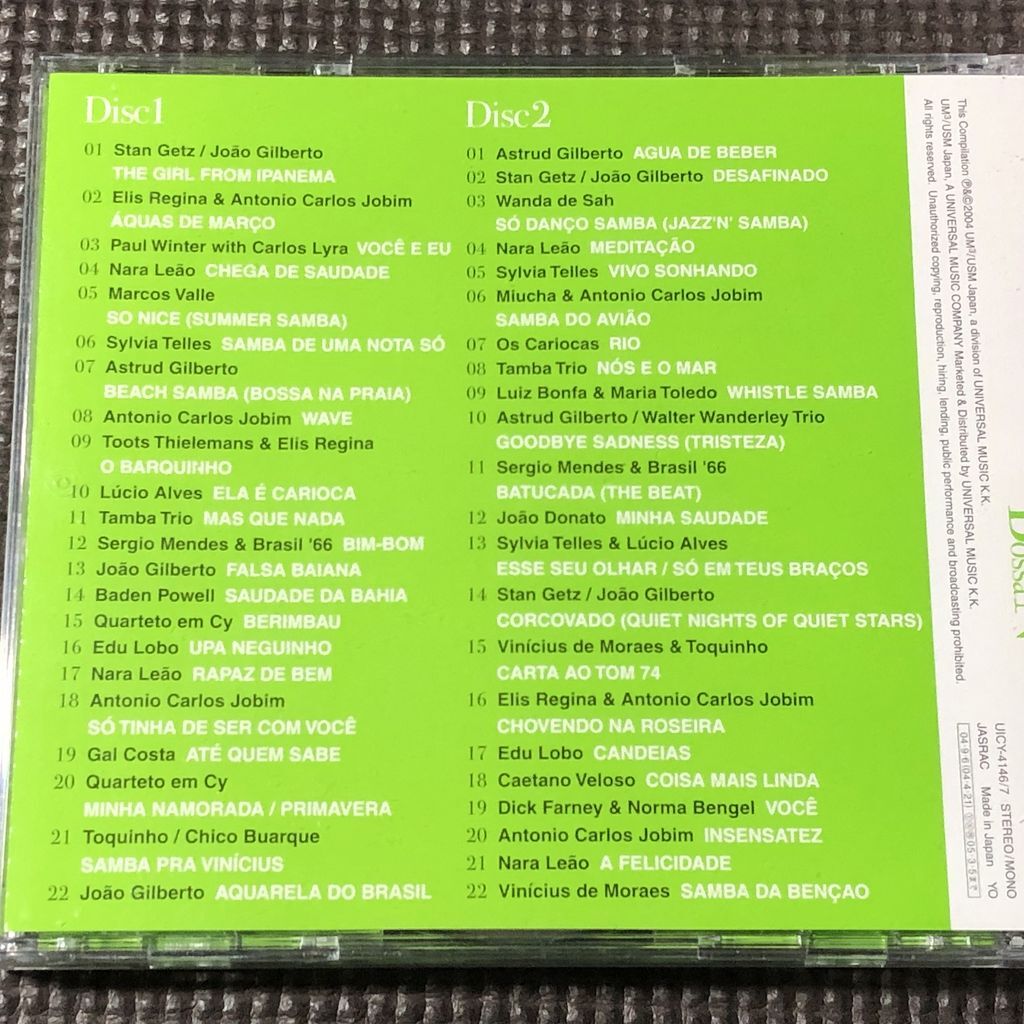 Disc1
01 Stan Getz / João Gilberto
THE GIRL FROM IPANEMA
02 Elis Regina & Antonio Carlos Jobim
ÁQUAS DE MARÇO
03 Paul Winter with Carlos Lyra VOCÊ E EU
04 Nara Leão CHEGA DE SAUDADE
05 Marcos Valle
SO NICE (SUMMER SAMBA)
06 Sylvia Telles SAMBA DE UMA NOTA SÓ
07 Astrud Gilberto
BEACH SAMBA (BOSSA NA PRAIA)
08 Antonio Carlos Jobim WAVE
09 Toots Thielemans & Elis Regina
O BARQUINHO
10 Lúcio Alves ELA É CARIOCA
11 Tamba Trio MAS QUE NADA
12 Sergio Mendes & Brasil '66 BIM-BOM
13 João Gilberto FALSA BAIANA
14 Baden Powell SAUDADE DA BAHIA
15 Quarteto em Cy BERIMBAU
16 Edu Lobo UPA NEGUINHO
17 Nara Leão RAPAZ DE BEM
18 Antonio Carlos Jobim
SÓ TINHA DE SER COM VOCÊ
19 Gal Costa ATÉ QUEM SABE
20 Quarteto em Cy
MINHA NAMORADA / PRIMAVERA
21 Toquinho / Chico Buarque
SAMBA PRA VINÍCIUS
22 João Gilberto AQUARELA DO BRASIL
Disc2
01 Astrud Gilberto AGUA DE BEBER
02 Stan Getz / João Gilberto DESAFINADO
03 Wanda de Sah
SÓ DANÇO SAMBA (JAZZ'N' SAMBA)
04 Nara Leão MEDITAÇÃO
05 Sylvia Telles VIVO SONHANDO
06 Miucha & Antonio Carlos Jobim
SAMBA DO AVIÃO
07 Os Cariocas RIO
08 Tamba Trio NÓS E O MAR
09 Luiz Bonfa & Maria Toledo WHISTLE SAMBA
10 Astrud Gilberto / Walter Wanderley Trio
GOODBYE SADNESS (TRISTEZA)
11 Sergio Mendes & Brasil '66
BATUCADA (THE BEAT)
12 João Donato MINHA SAUDADE
13 Sylvia Telles & Lúcio Alves
ESSE SEU OLHAR / SÓ EM TEUS BRAÇOS
14 Stan Getz / João Gilberto
CORCOVADO (QUIET NIGHTS OF QUIET STARS)
15 Vinícius de Moraes & Toquinho
CARTA AO TOM 74
16 Elis Regina & Antonio Carlos Jobim
CHOVENDO NA ROSEIRA
17 Edu Lobo CANDEIAS
18 Caetano Veloso COISA MAIS LINDA
19 Dick Farney & Norma Bengel VOCÊ
20 Antonio Carlos Jobim INSENSATEZ
21 Nara Leão A FELICIDADE
22 Vinícius de Moraes SAMBA DA BENÇAO
This Compilation ℗&©2004 UM³/USM Japan, a division of UNIVERSAL MUSIC K.K.
UM³/USM Japan, A UNIVERSAL MUSIC COMPANY Marketed & Distributed by UNIVERSAL MUSIC K.K.
All rights reserved. Unauthorized copying, reproduction, hiring, lending, public performance and broadcasting prohibited.
UICY-4146/7 STEREO/MONO
JASRAC Made in Japan YO